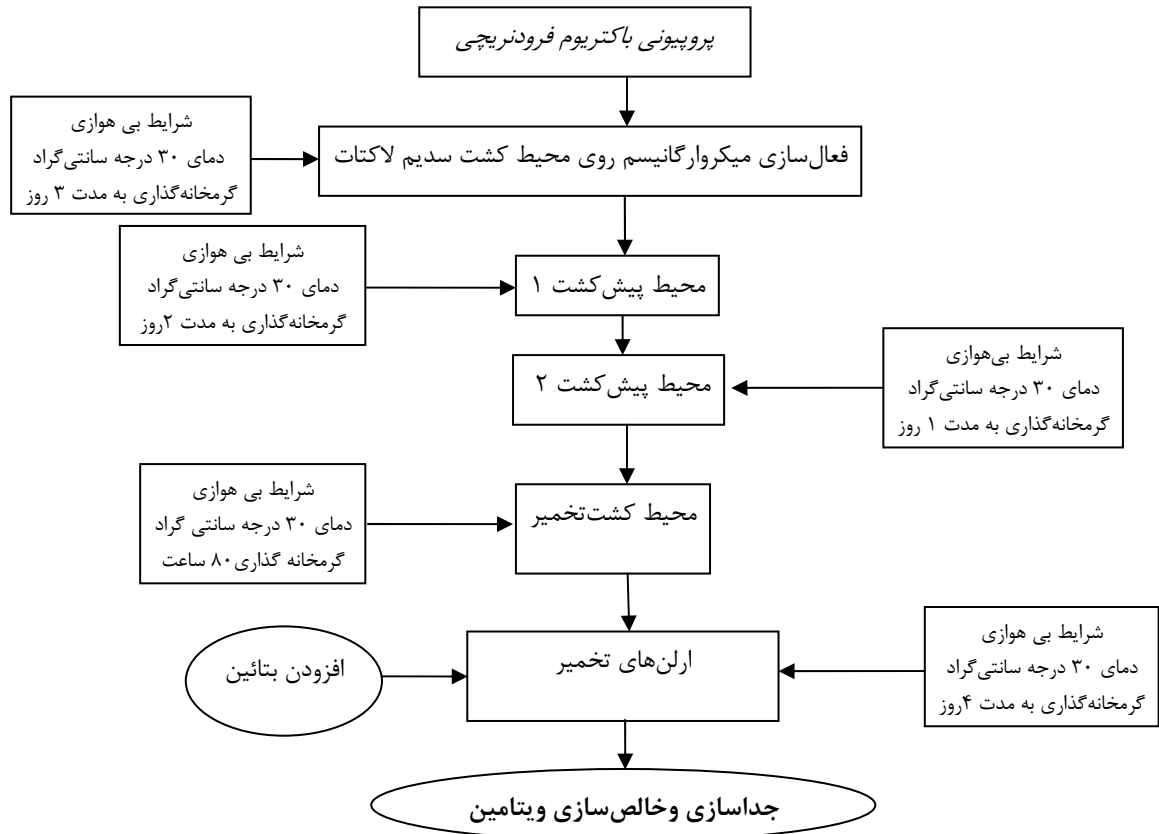 پروپیونی باکتریوم فرودنریچی
شرایط بی هوازی
دمای ۳۰ درجه سانتی‌گراد
گرمخانه‌گذاری به مدت ۳ روز
فعال‌سازی میکروارگانیسم روی محیط کشت سدیم لاکتات
شرایط بی هوازی
دمای ۳۰ درجه سانتی‌گراد
گرمخانه‌گذاری به مدت ۲روز
محیط پیش‌کشت ۱
محیط پیش‌کشت ۲
شرایط بی‌هوازی
دمای ۳۰ درجه سانتی‌گراد
گرمخانه‌گذاری به مدت ۱ روز
شرایط بی هوازی
دمای ۳۰ درجه سانتی گراد
گرمخانه گذاری۸۰ ساعت
محیط کشت‌تخمیر
افزودن بتائین
ارلن‌های تخمیر
شرایط بی هوازی
دمای ۳۰ درجه سانتی‌گراد
گرمخانه‌گذاری به مدت ۴روز
جداسازی وخالص‌سازی ویتامین